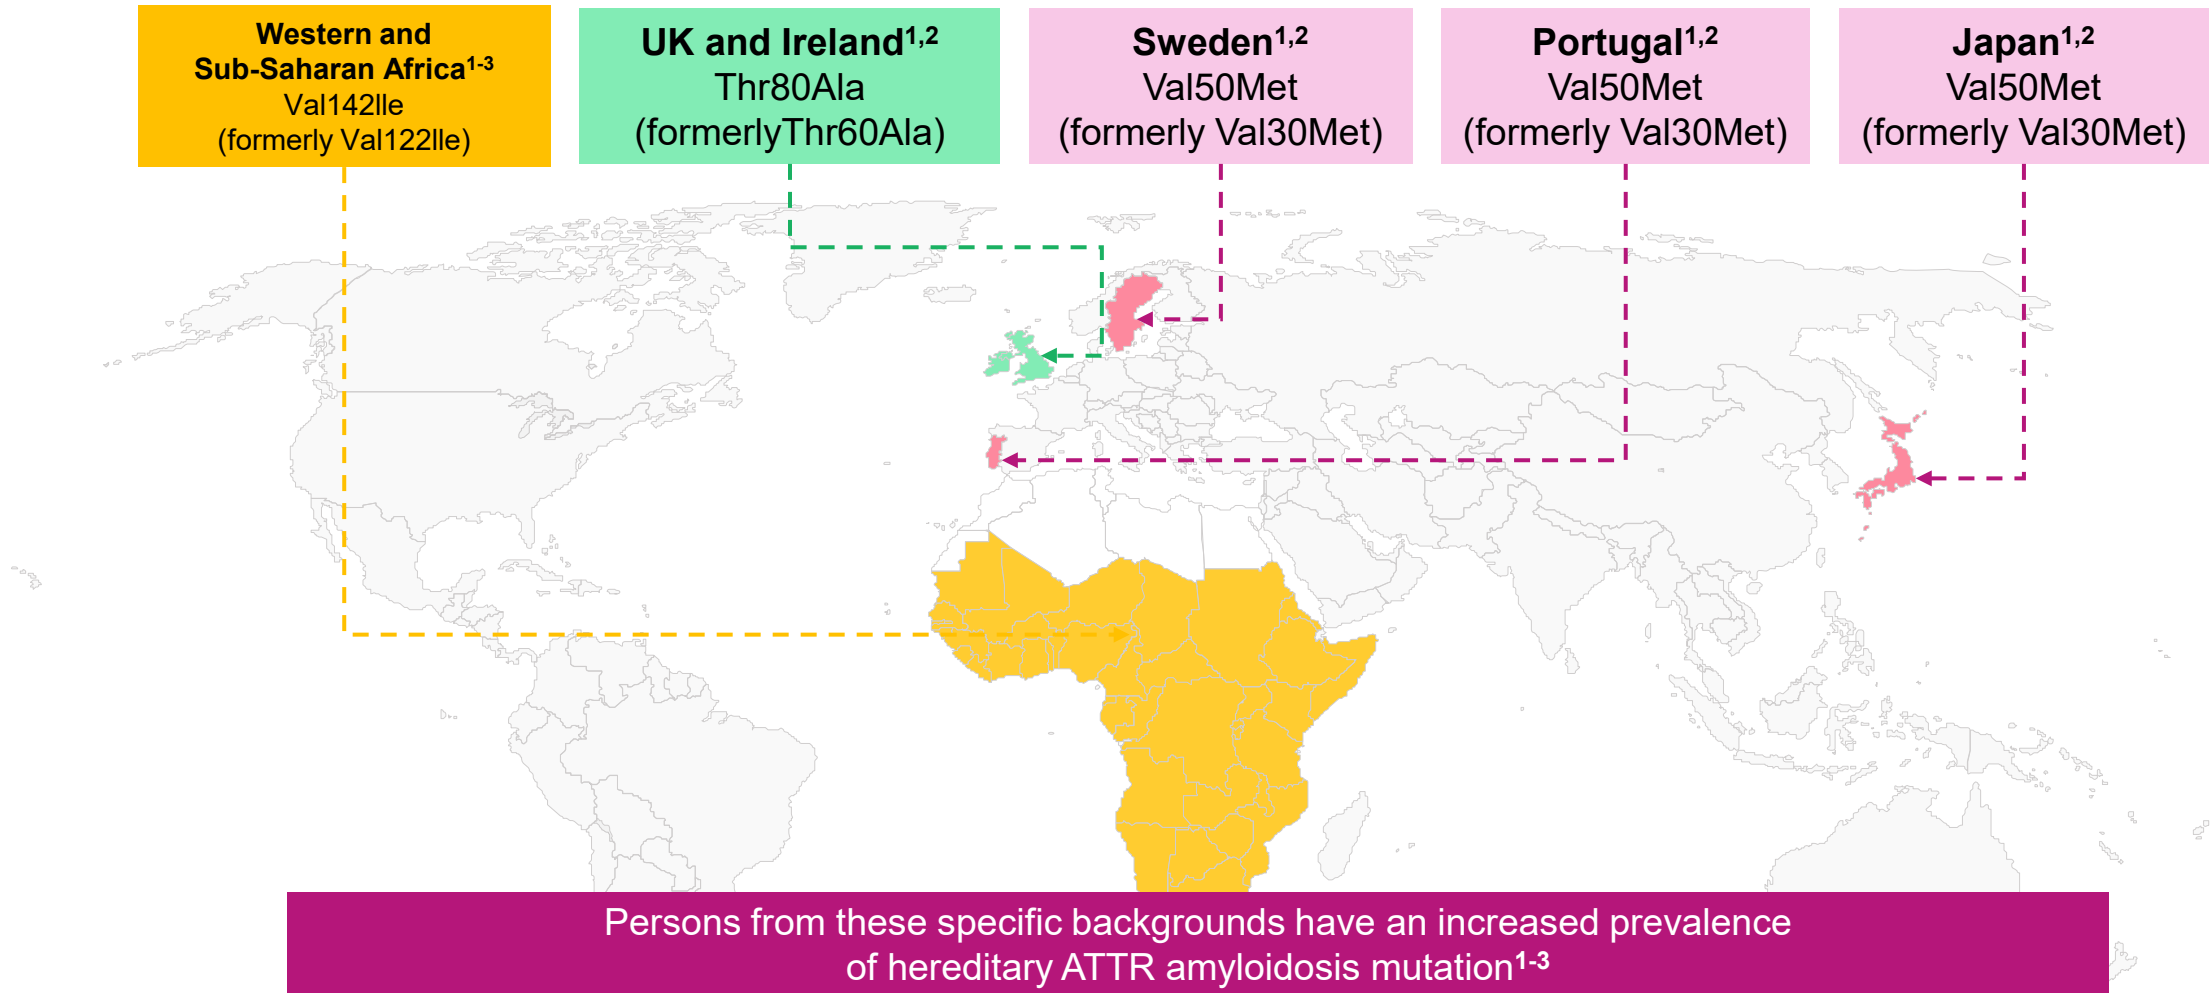 Western and
Sub-Saharan Africa1-3
Val142Ile
(formerly Val122Ile)
UK and Ireland1,2
Thr80Ala
(formerlyThr60Ala)
Sweden1,2
Val50Met
(formerly Val30Met)
Portugal1,2
Val50Met
(formerly Val30Met)
Japan1,2
Val50Met
(formerly Val30Met)
Persons from these specific backgrounds have an increased prevalence
of hereditary ATTR amyloidosis mutation1-3